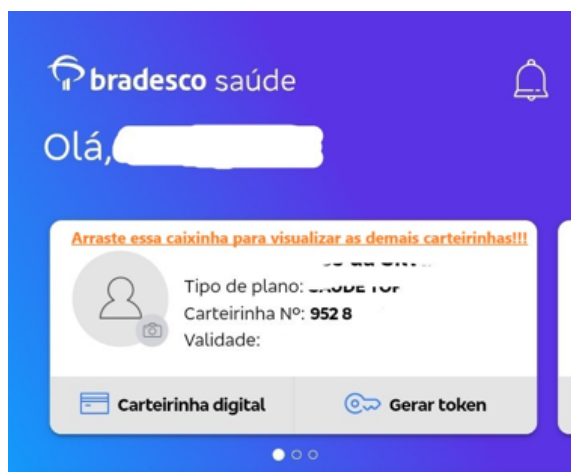 bradesco saúde
Olá,
Arraste essa caixinha para visualizar as demais carteirinhas!!!
Tipo de plano:
Carteirinha Nº: 952 8
Validade:
Carteirinha digital
Gerar token